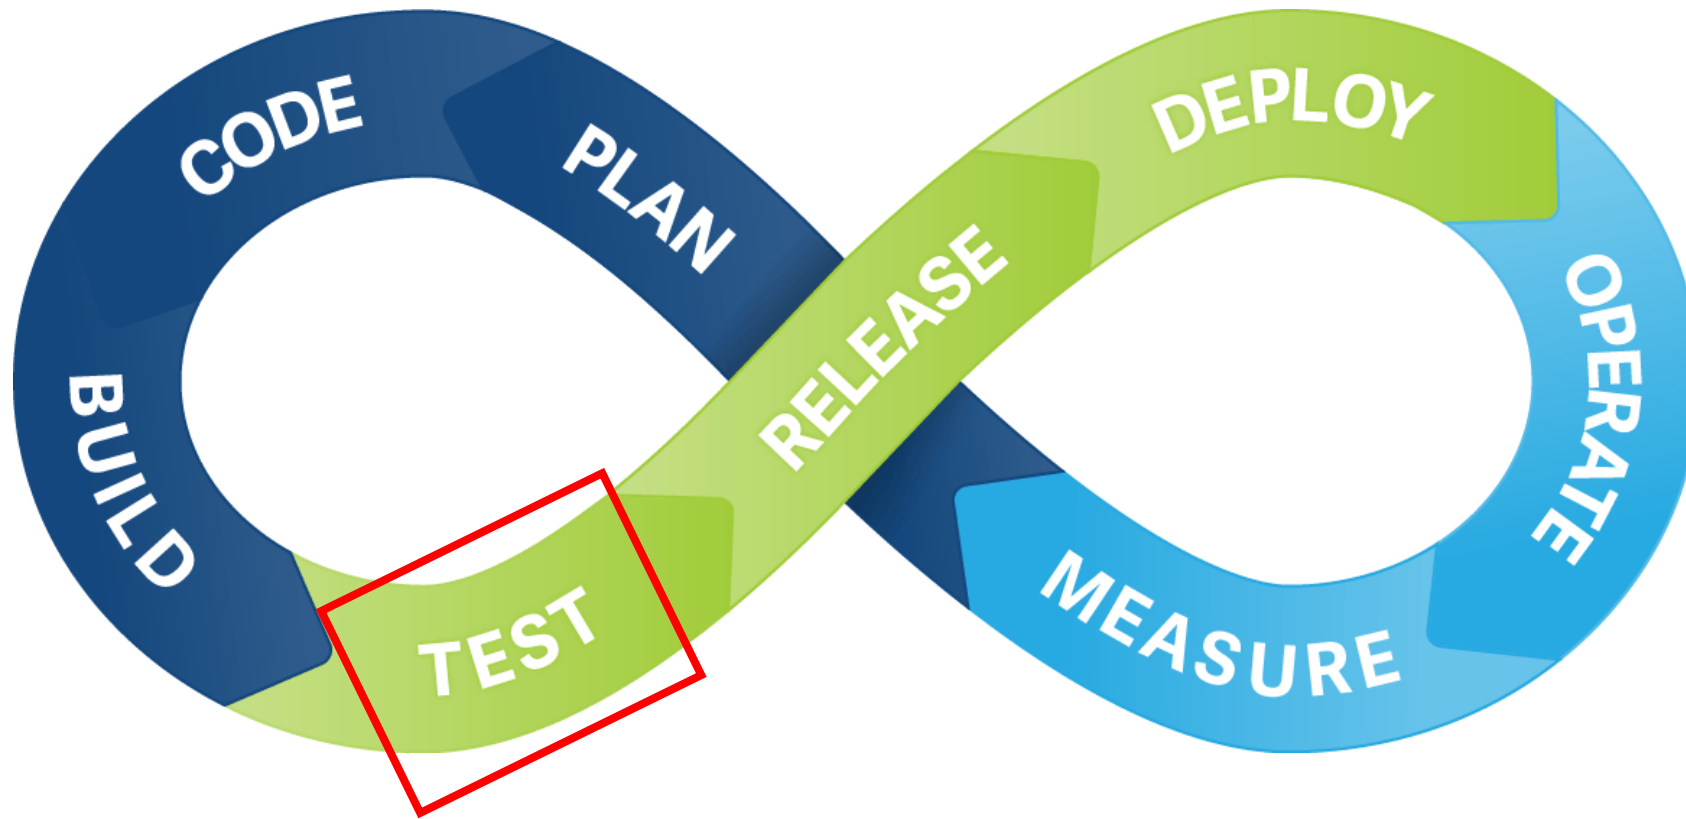 PLAN
CODE
BUILD
TEST
RELEASE
DEPLOY
OPERATE
MEASURE